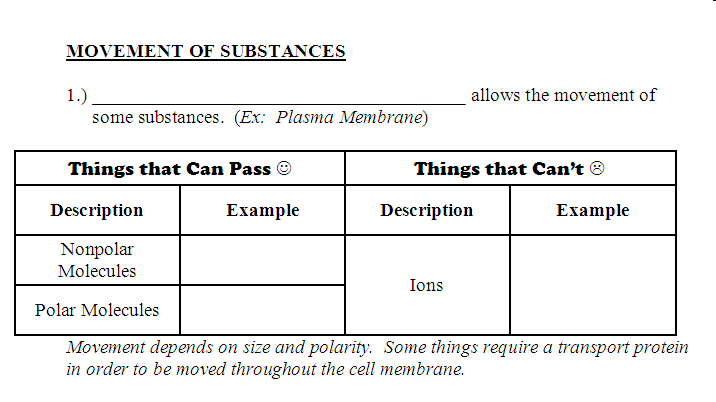 MOVEMENT OF SUBSTANCES
1.) ________________________________________ allows the movement of
some substances. (Ex: Plasma Membrane)
Things that Can Pass ☺ Things that Can't ☹
Description Example Description Example
Nonpolar
Molecules
Ions
Polar Molecules
Movement depends on size and polarity. Some things require a transport protein
in order to be moved throughout the cell membrane.